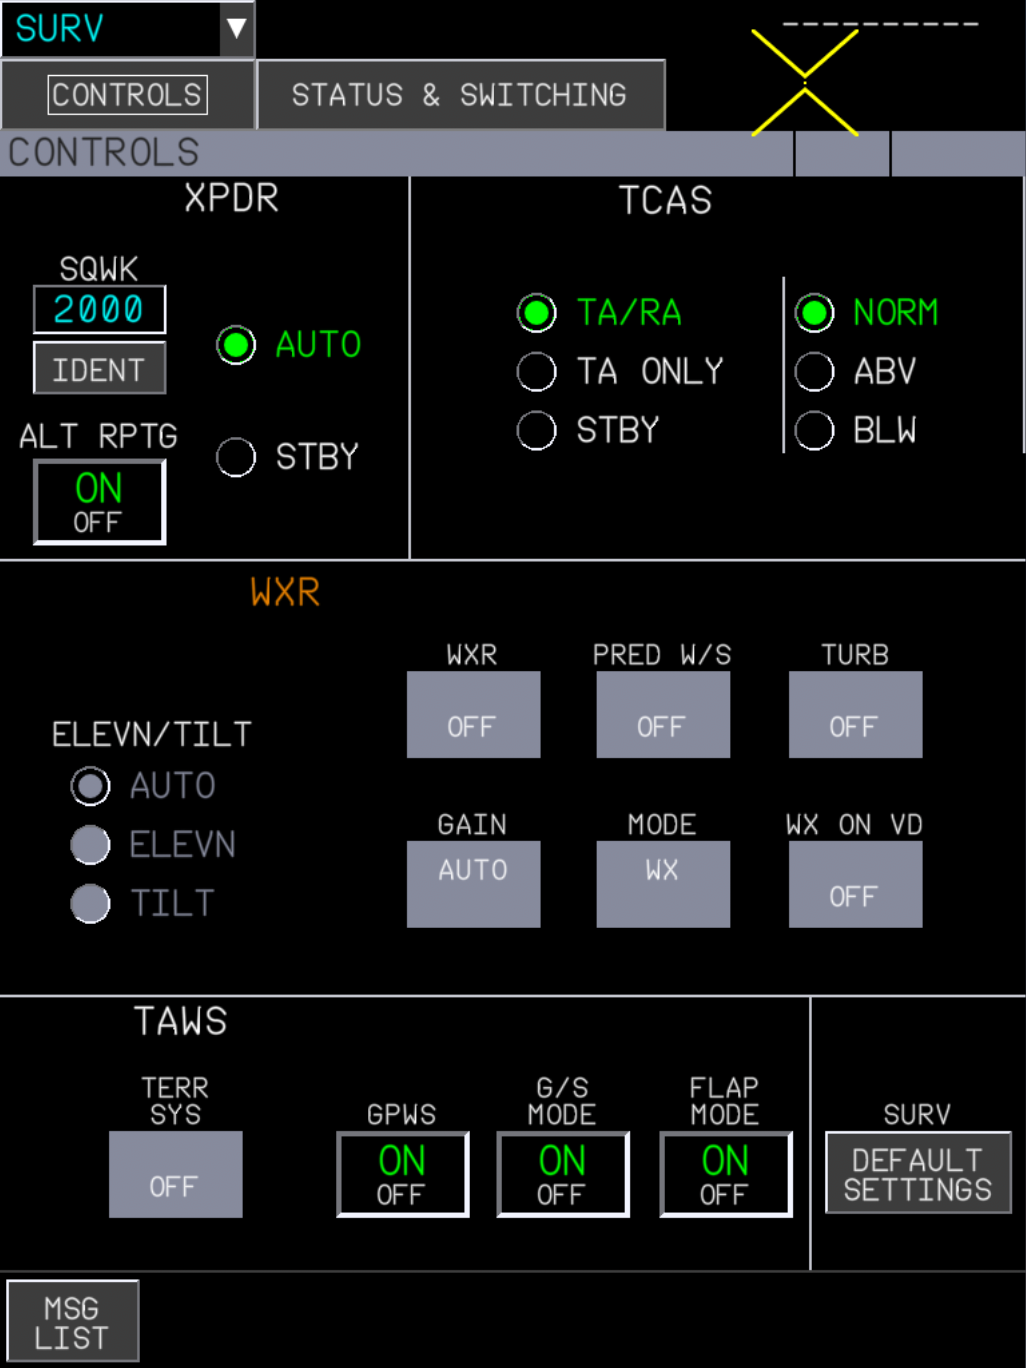 SURV
----------
CONTROLS
STATUS & SWITCHING
CONTROLS
XPDR
SQWK
2000
IDENT
ALT RPTG
ON
OFF
AUTO
STBY
TCAS
TA/RA
TA ONLY
STBY
NORM
ABV
BLW
WXR
ELEVN/TILT
AUTO
ELEVN
TILT
WXR
OFF
PRED W/S
OFF
TURB
OFF
GAIN
AUTO
MODE
WX
WX ON VD
OFF
TAWS
TERR
SYS
OFF
GPWS
ON
OFF
G/S
MODE
ON
OFF
FLAP
MODE
ON
OFF
SURV
DEFAULT
SETTINGS
MSG
LIST